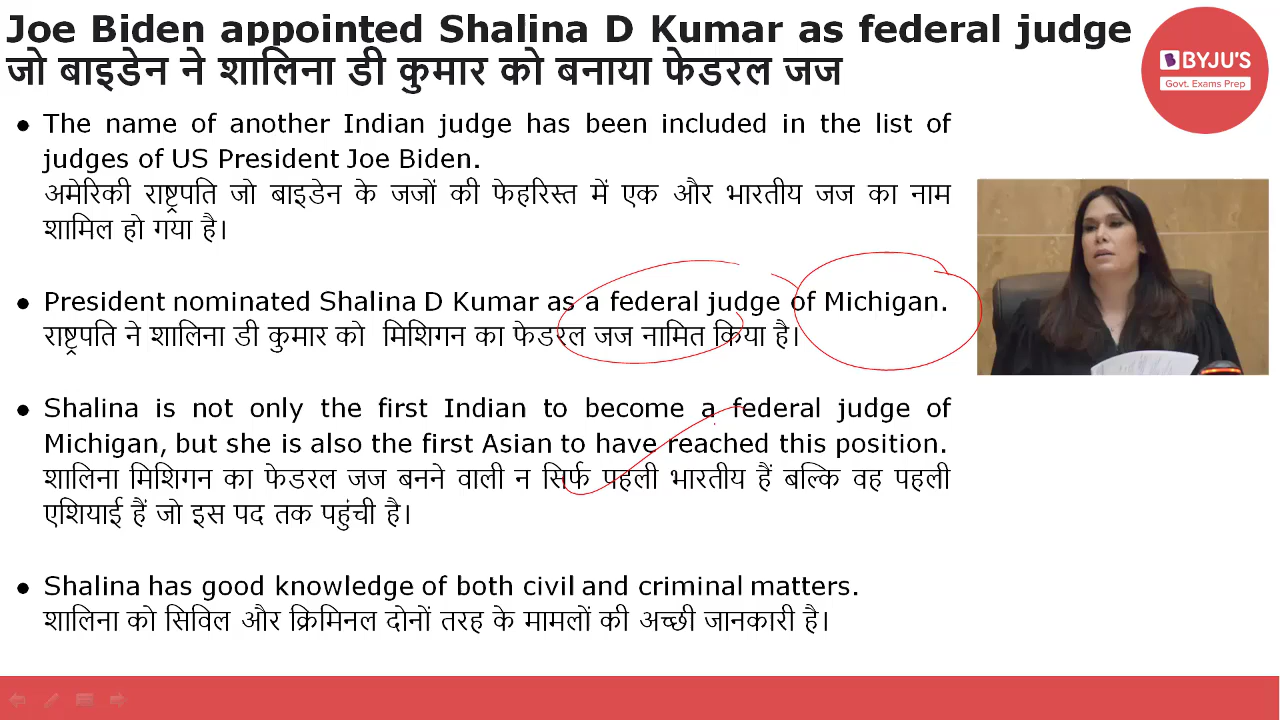 Joe Biden appointed Shalina D Kumar as federal judge
जो बाइडेन ने शालिना डी कुमार को बनाया फेडरल जज
BYJU'S
Govt. Exams Prep
● The name of another Indian judge has been included in the list of
judges of US President Joe Biden.
अमेरिकी राष्ट्रपति जो बाइडेन के जजों की फेहरिस्त में एक और भारतीय जज का नाम
शामिल हो गया है।
● President nominated Shalina D Kumar as a federal judge of Michigan.
राष्ट्रपति ने शालिना डी कुमार को मिशिगन का फेडरल जज नामित किया है।
● Shalina is not only the first Indian to become a federal judge of
Michigan, but she is also the first Asian to have reached this position.
शालिना मिशिगन का फेडरल जज बनने वाली न सिर्फ पहली भारतीय हैं बल्कि वह पहली
एशियाई हैं जो इस पद तक पहुंची है।
● Shalina has good knowledge of both civil and criminal matters.
शालिना को सिविल और क्रिमिनल दोनों तरह के मामलों की अच्छी जानकारी है।